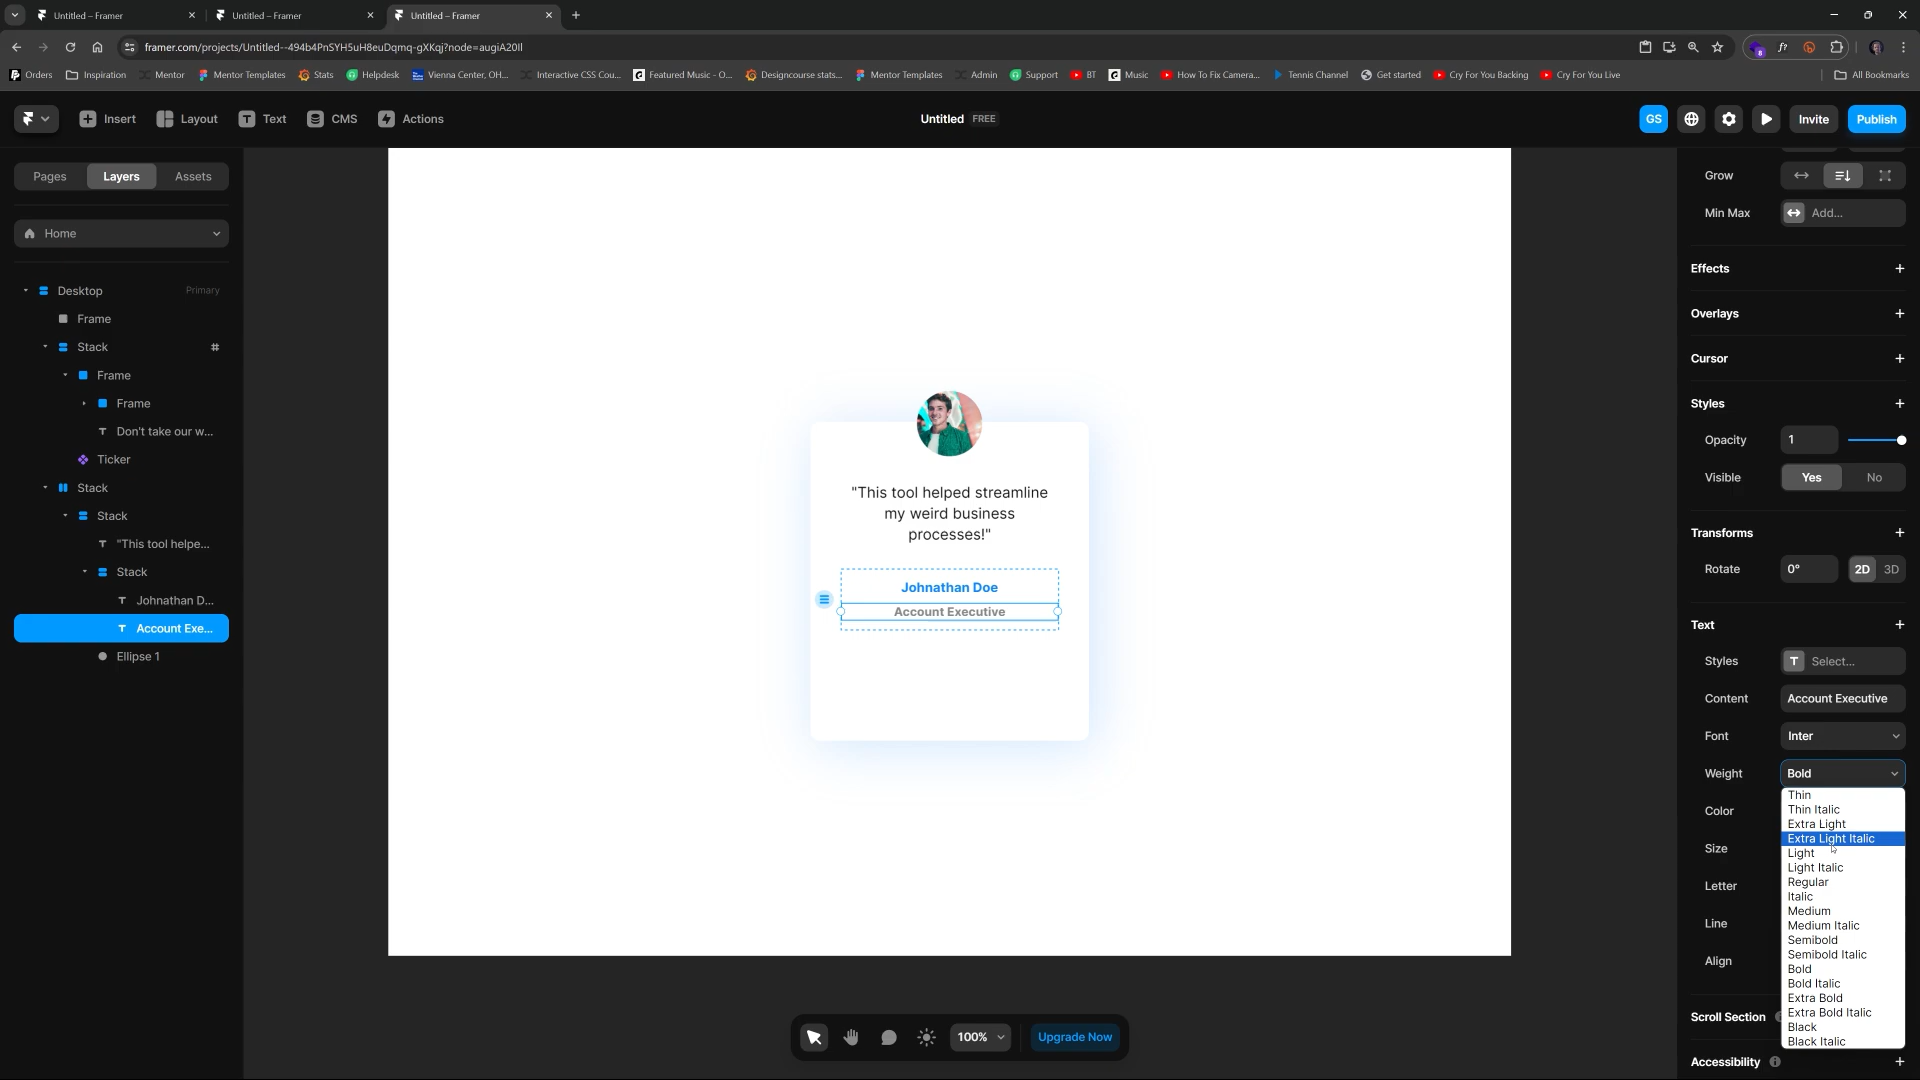 Untitled – Framer
Untitled – Framer
Untitled – Framer
framer.com/projects/Untitled--494b4PnSYH5uH8euDqmq-gXKqj?node=augiA20Il
Orders
Inspiration
Mentor
Mentor Templates
Stats
Helpdesk
Vienna Center, OH...
Interactive CSS Cou...
Featured Music - O...
Designcourse stats...
Mentor Templates
Admin
Support
BT
Music
How To Fix Camera...
Tennis Channel
Get started
Cry For You Backing
Cry For You Live
All Bookmarks
Insert
Layout
Text
CMS
Actions
Untitled FREE
GS
Invite
Publish
Pages
Layers
Assets
Home
Desktop
Primary
Frame
Stack
Frame
Frame
Don't take our w...
Ticker
Stack
Stack
"This tool helpe...
Stack
Johnathan D...
Account Exe...
Ellipse 1
"This tool helped streamline
my weird business
processes!"
Johnathan Doe
Account Executive
100%
Upgrade Now
Grow
Min Max
Add...
Effects
Overlays
Cursor
Styles
Opacity
1
Visible
Yes
No
Transforms
Rotate
0°
2D
3D
Text
Styles
Select...
Content
Account Executive
Font
Inter
Weight
Bold
Color
Size
Letter
Line
Align
Thin
Thin Italic
Extra Light
Extra Light Italic
Light
Light Italic
Regular
Italic
Medium
Medium Italic
Semibold
Semibold Italic
Bold
Bold Italic
Extra Bold
Extra Bold Italic
Black
Black Italic
Scroll Section
Accessibility